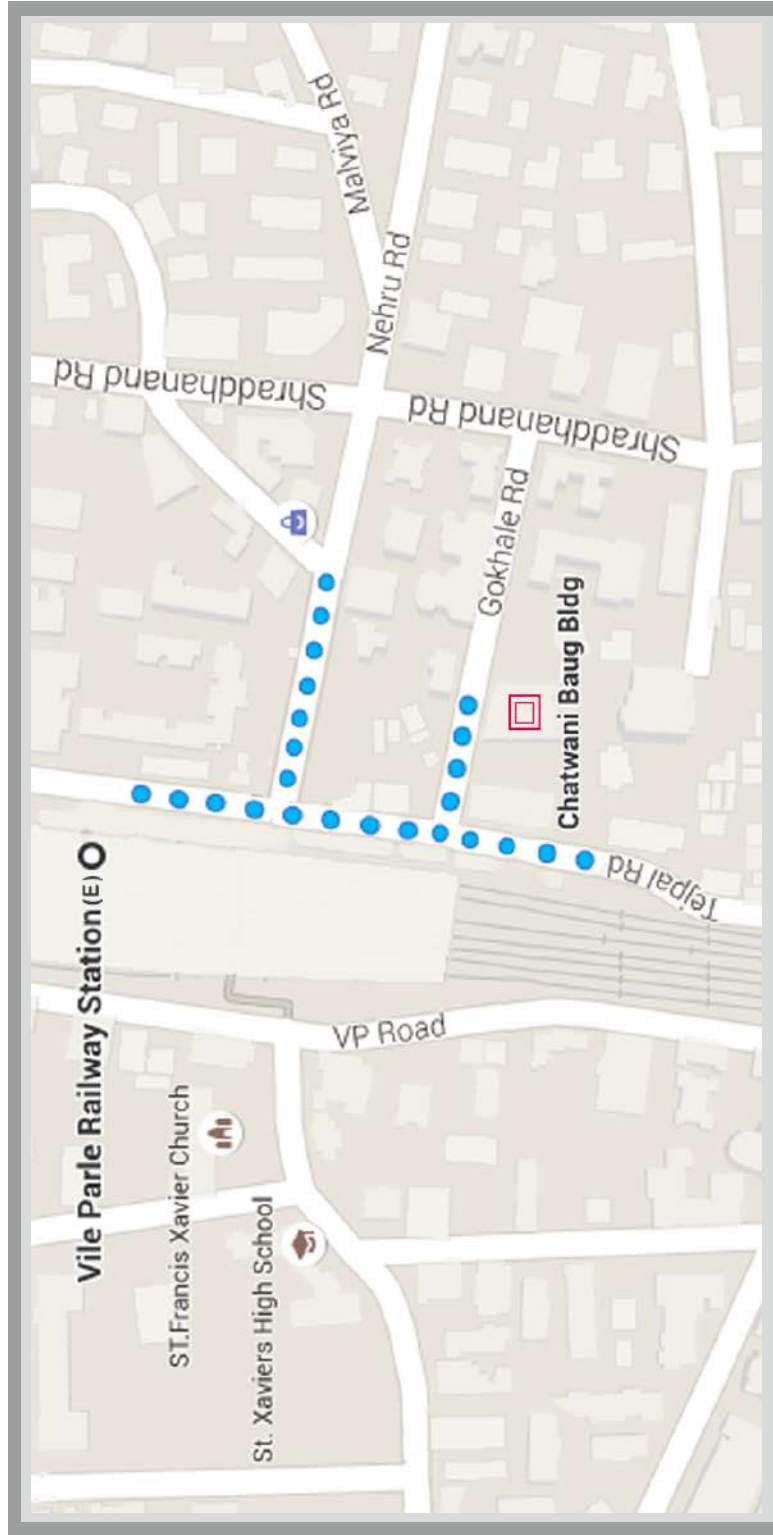 Vile Parle Railway Station(E)
ST.Francis Xavier Church
St. Xaviers High School
VP Road
Tejpal Rd
Chatwani Baug Bldg
Gokhale Rd
Shraddhanand Rd
Shraddhanand Rd
Nehru Rd
Malviya Rd